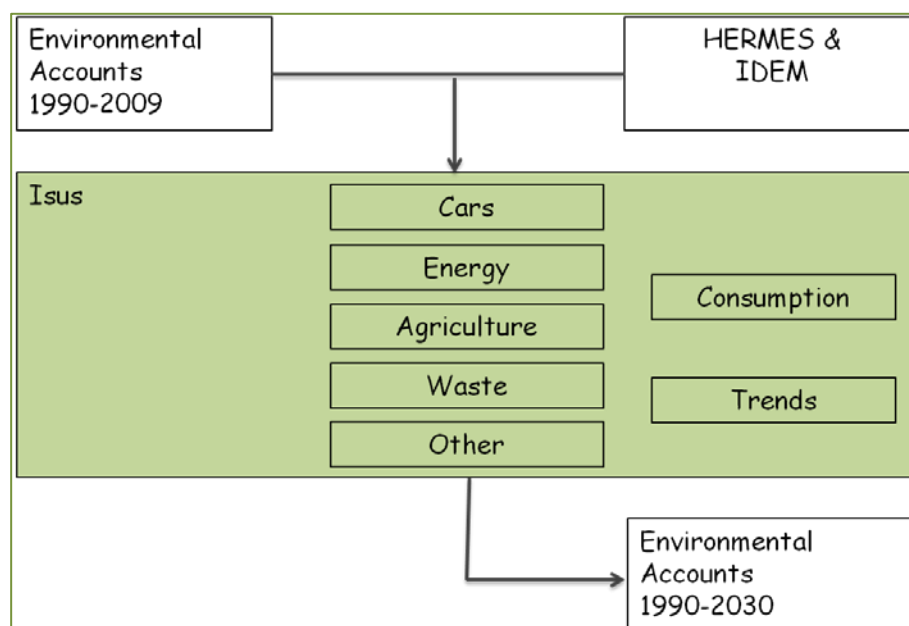 Environmental
Accounts
1990-2009
HERMES &
IDEM
Isus
Cars
Energy
Agriculture
Waste
Other
Consumption
Trends
Environmental
Accounts
1990-2030